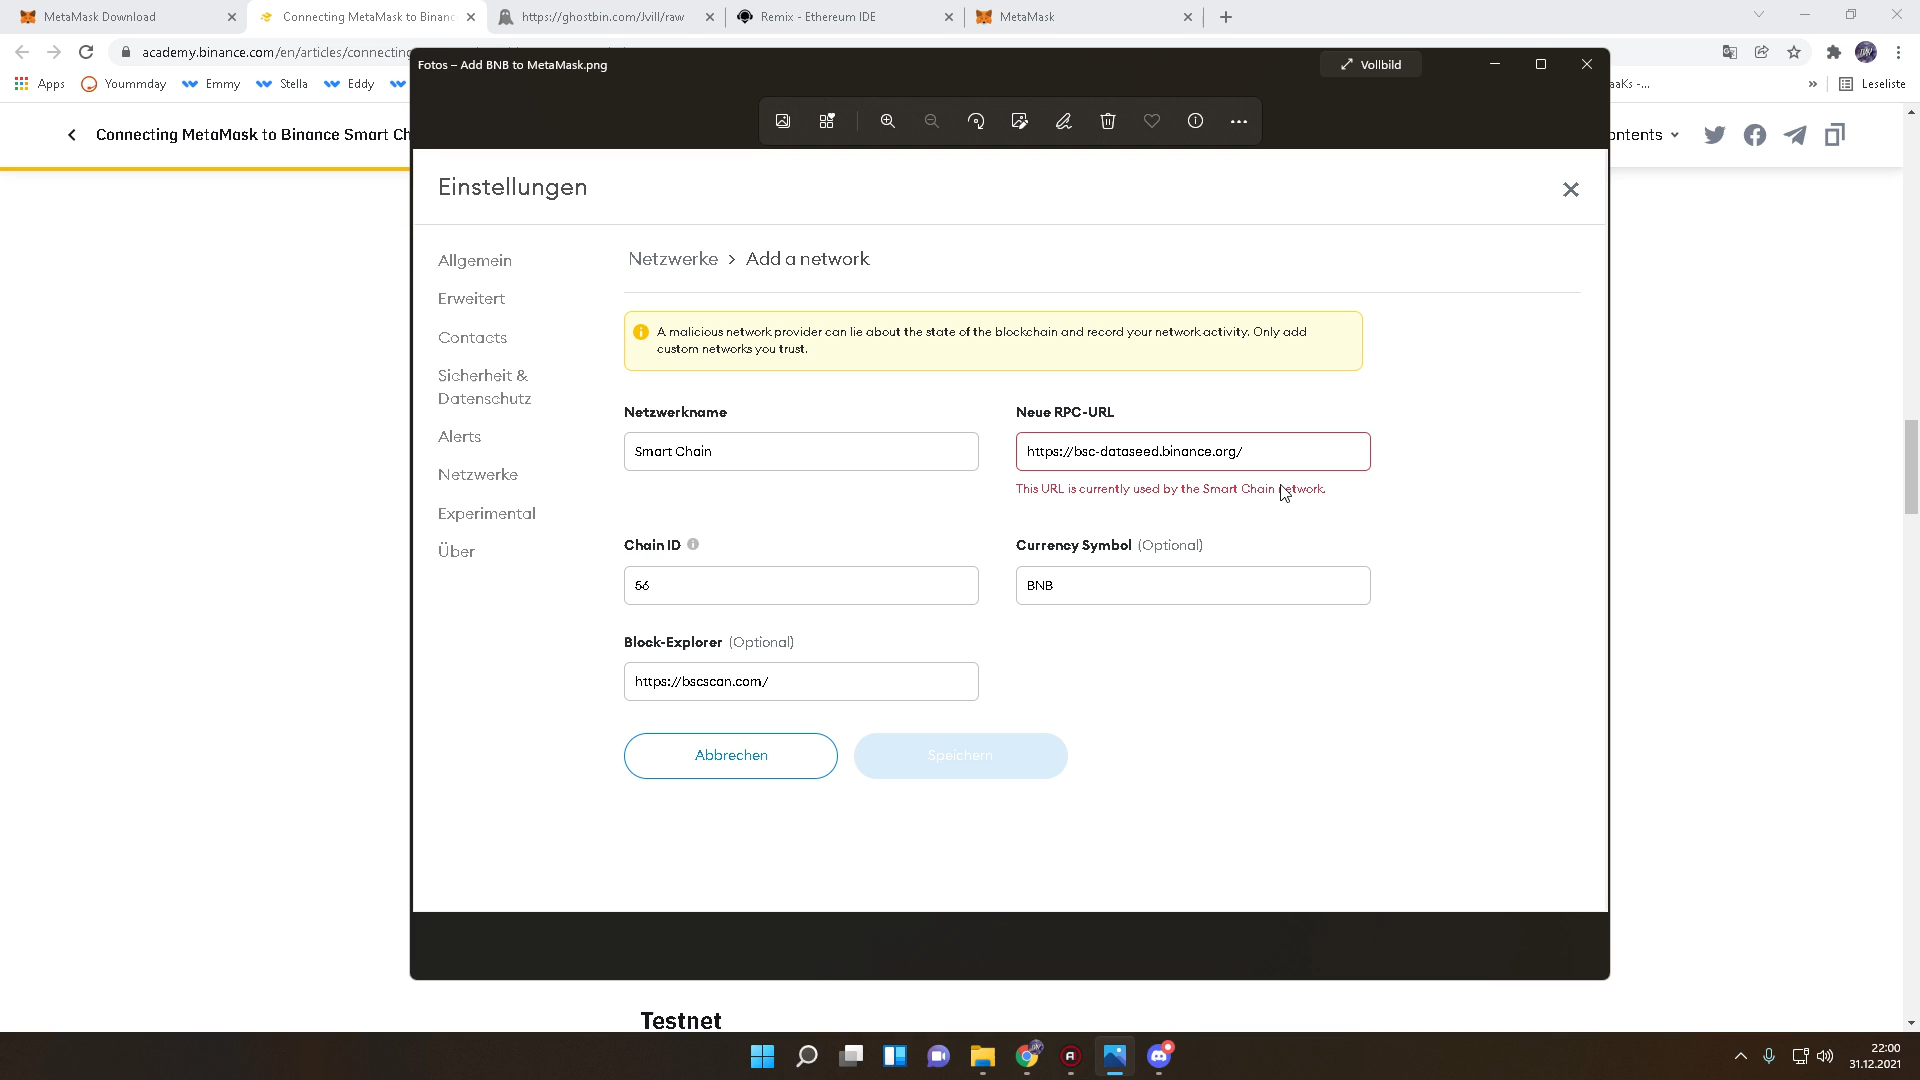 MetaMask Download
Connecting MetaMask to Binanc
https://ghostbin.com/Jvill/raw
Remix - Ethereum IDE
MetaMask
academy.binance.com/en/articles/connecting
Apps
Yoummday
Emmy
Stella
Eddy
aaKs -...
»
Leseliste
Connecting MetaMask to Binance Smart Ch
ontents
Fotos – Add BNB to MetaMask.png
Vollbild
Einstellungen
Allgemein
Erweitert
Contacts
Sicherheit &
Datenschutz
Alerts
Netzwerke
Experimental
Über
Netzwerke > Add a network
A malicious network provider can lie about the state of the blockchain and record your network activity. Only add
custom networks you trust.
Netzwerkname
Smart Chain
Neue RPC-URL
https://bsc-dataseed.binance.org/
This URL is currently used by the Smart Chain network.
Chain ID
56
Currency Symbol (Optional)
BNB
Block-Explorer (Optional)
https://bscscan.com/
Abbrechen
Speichern
Testnet
22:00
31.12.2021